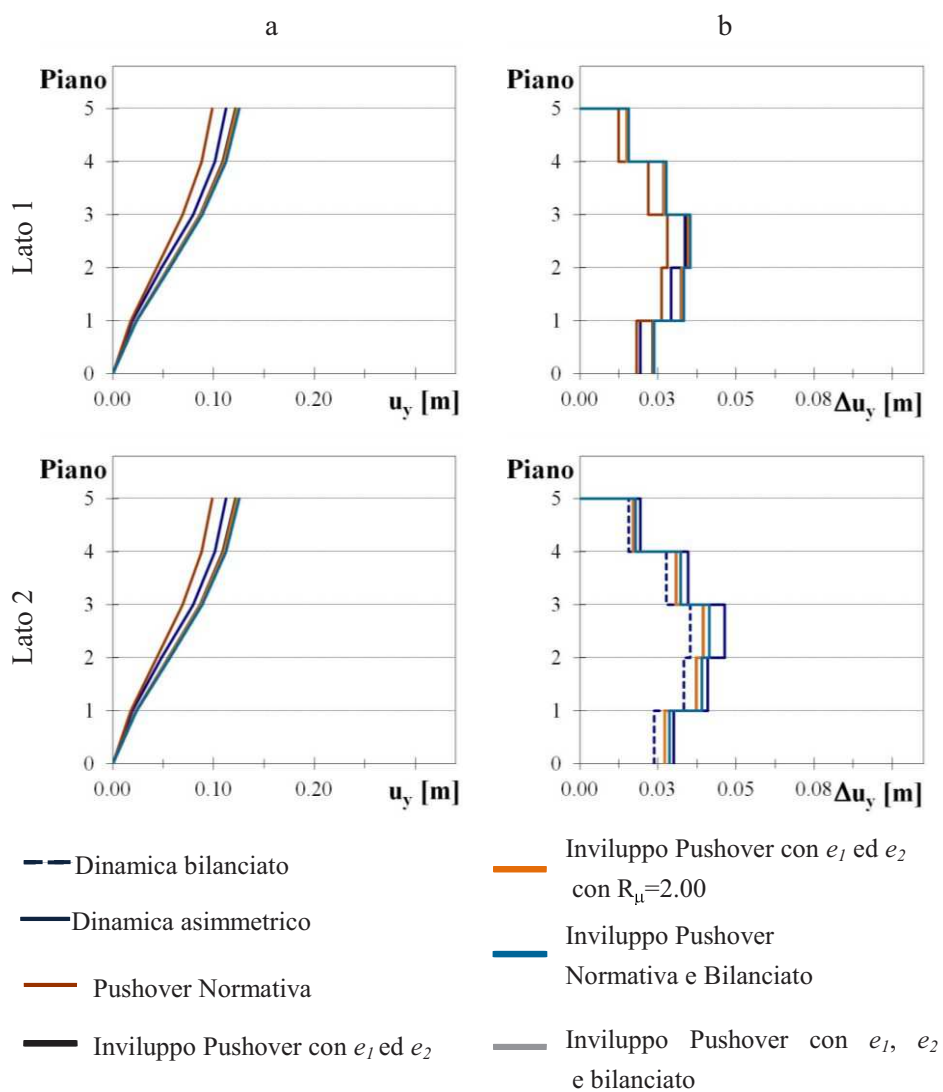 a b
Piano Piano
5 5
4 4
3 3
2 2
1 1
0 0
Lato 1
0.00 0.10 0.20 u_y [m] 0.00 0.03 0.05 0.08 Δu_y [m]
Piano Piano
5 5
4 4
3 3
2 2
1 1
0 0
Lato 2
0.00 0.10 0.20 u_y [m] 0.00 0.03 0.05 0.08 Δu_y [m]
Dinamica bilanciato
Dinamica asimmetrico
Pushover Normativa
Inviluppo Pushover con e1 ed e2
Inviluppo Pushover con e1 ed e2
con Rμ=2.00
Inviluppo Pushover
Normativa e Bilanciato
Inviluppo Pushover con e1, e2
e bilanciato